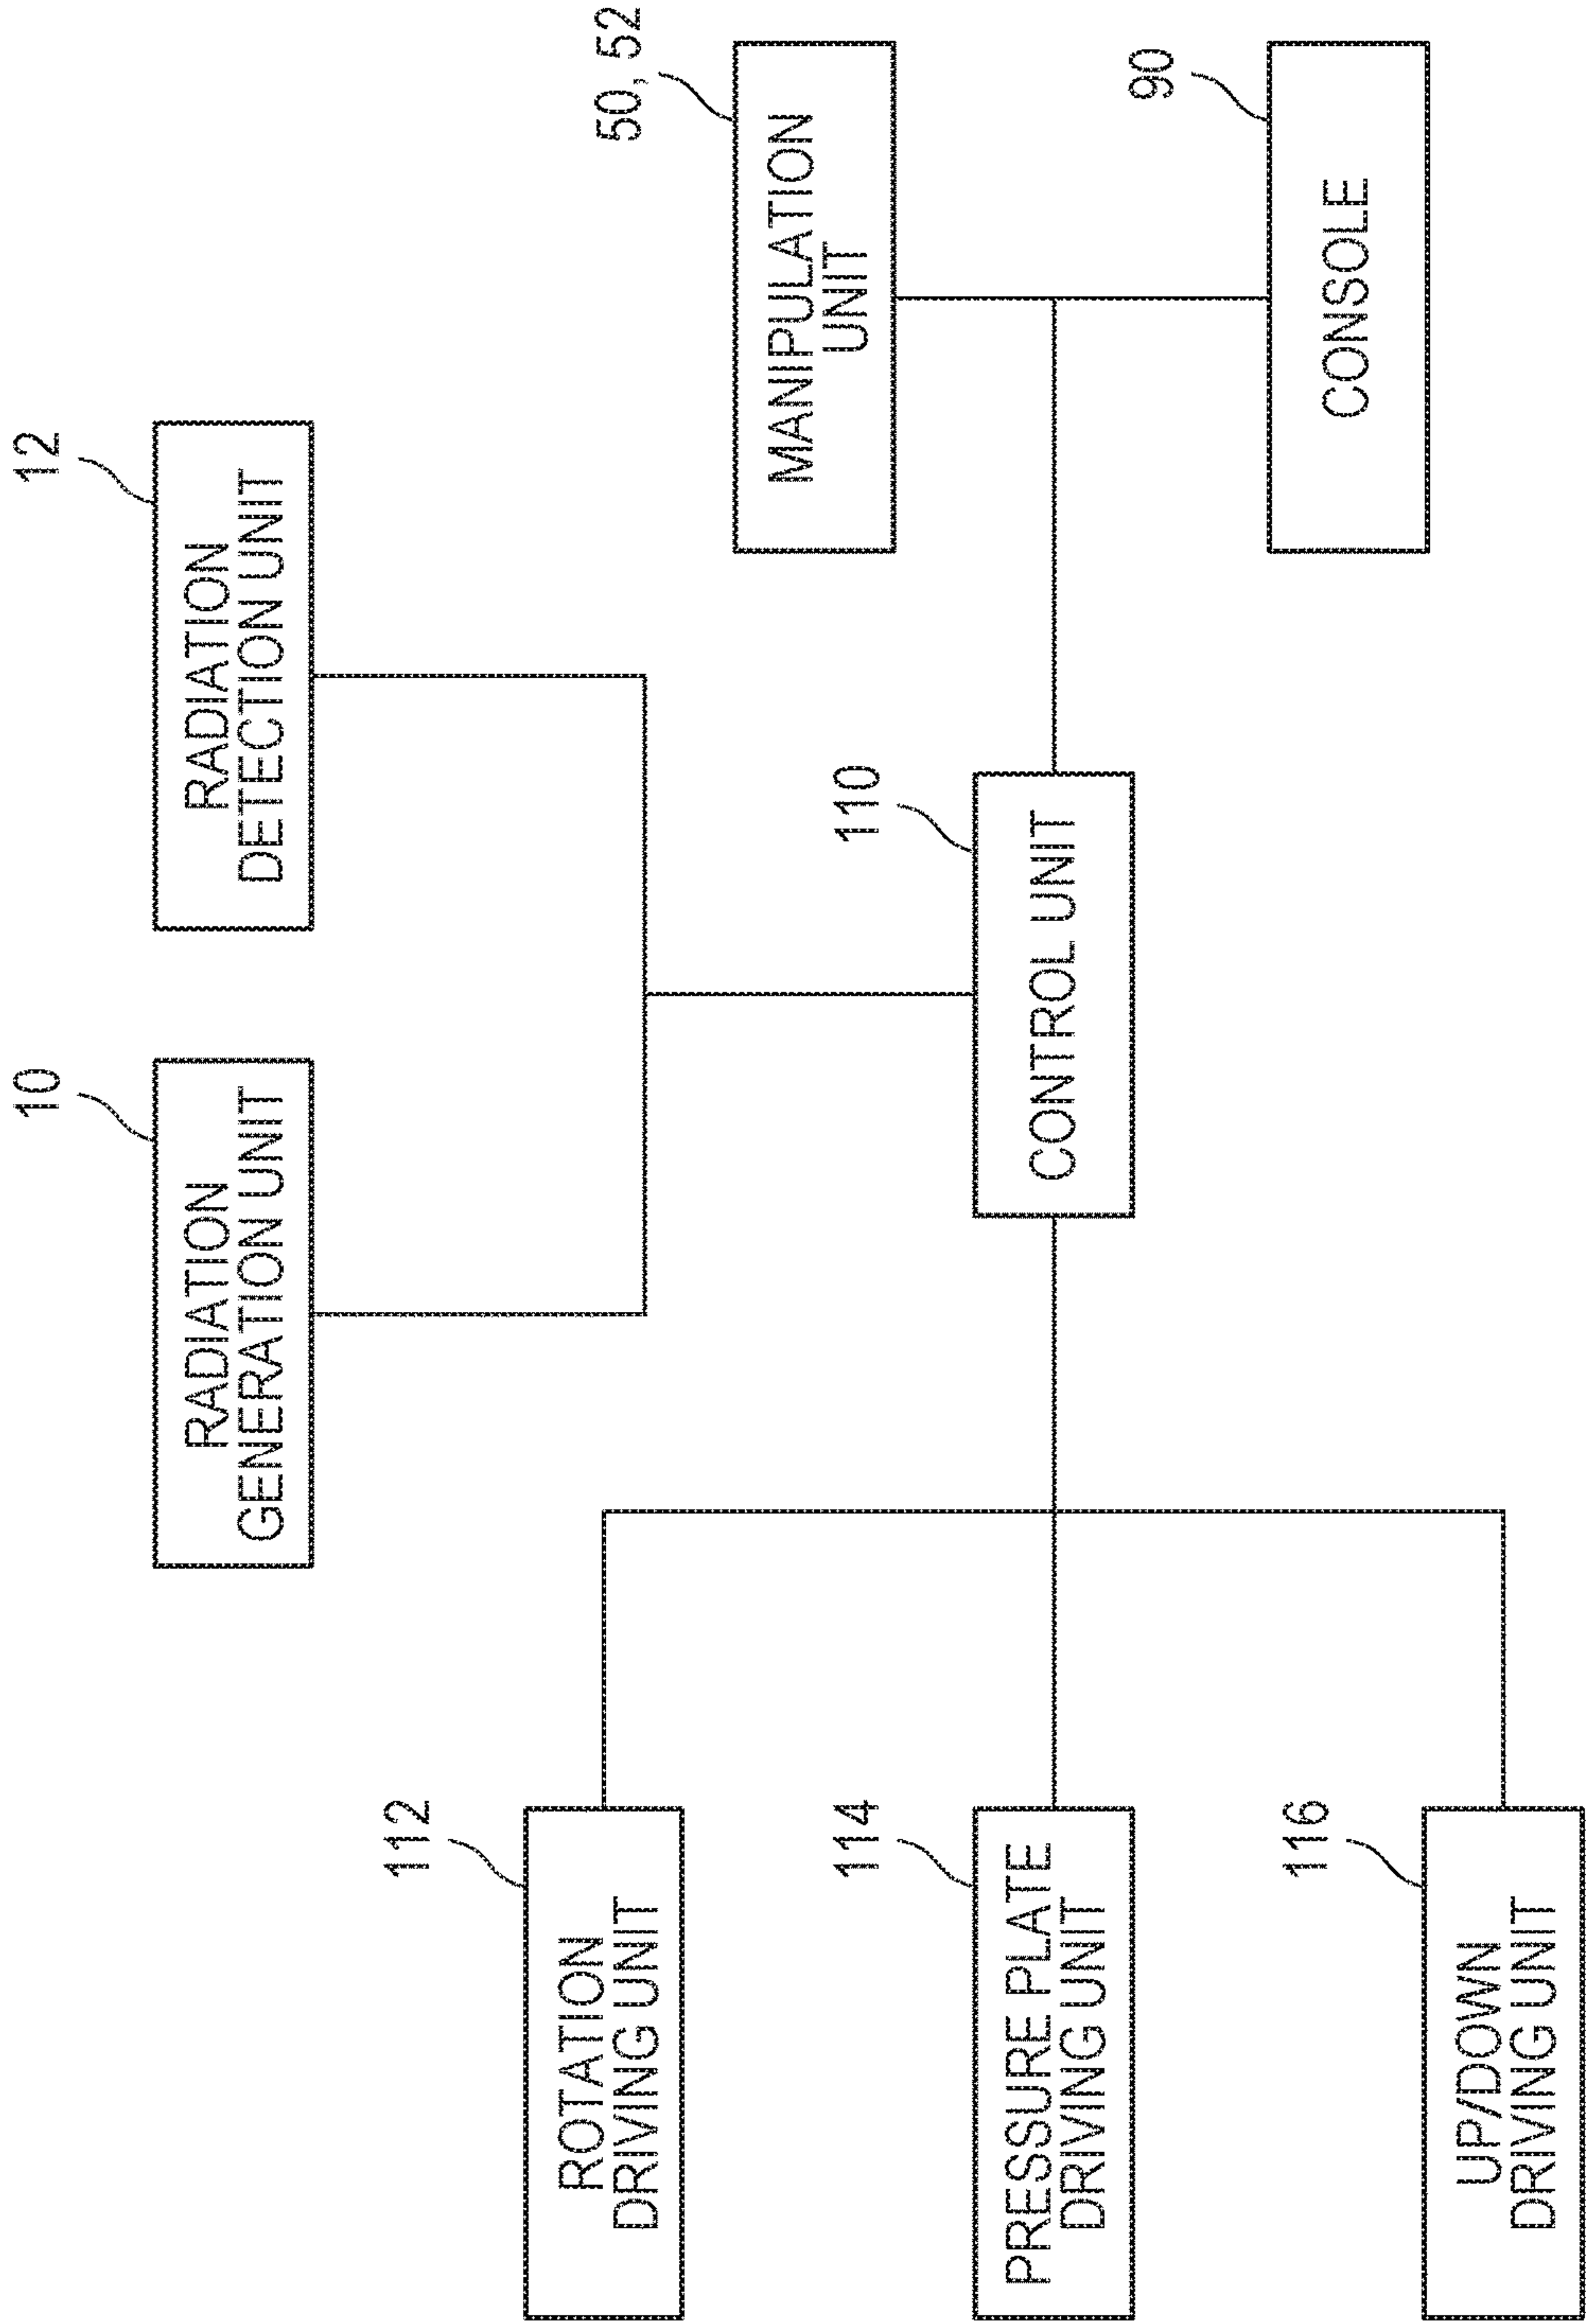 10
RADIATION
GENERATION UNIT
12
RADIATION
DETECTION UNIT
112
ROTATION
DRIVING UNIT
50, 52
MANIPULATION
UNIT
114
PRESSURE PLATE
DRIVING UNIT
110
CONTROL UNIT
90
CONSOLE
116
UP/DOWN
DRIVING UNIT